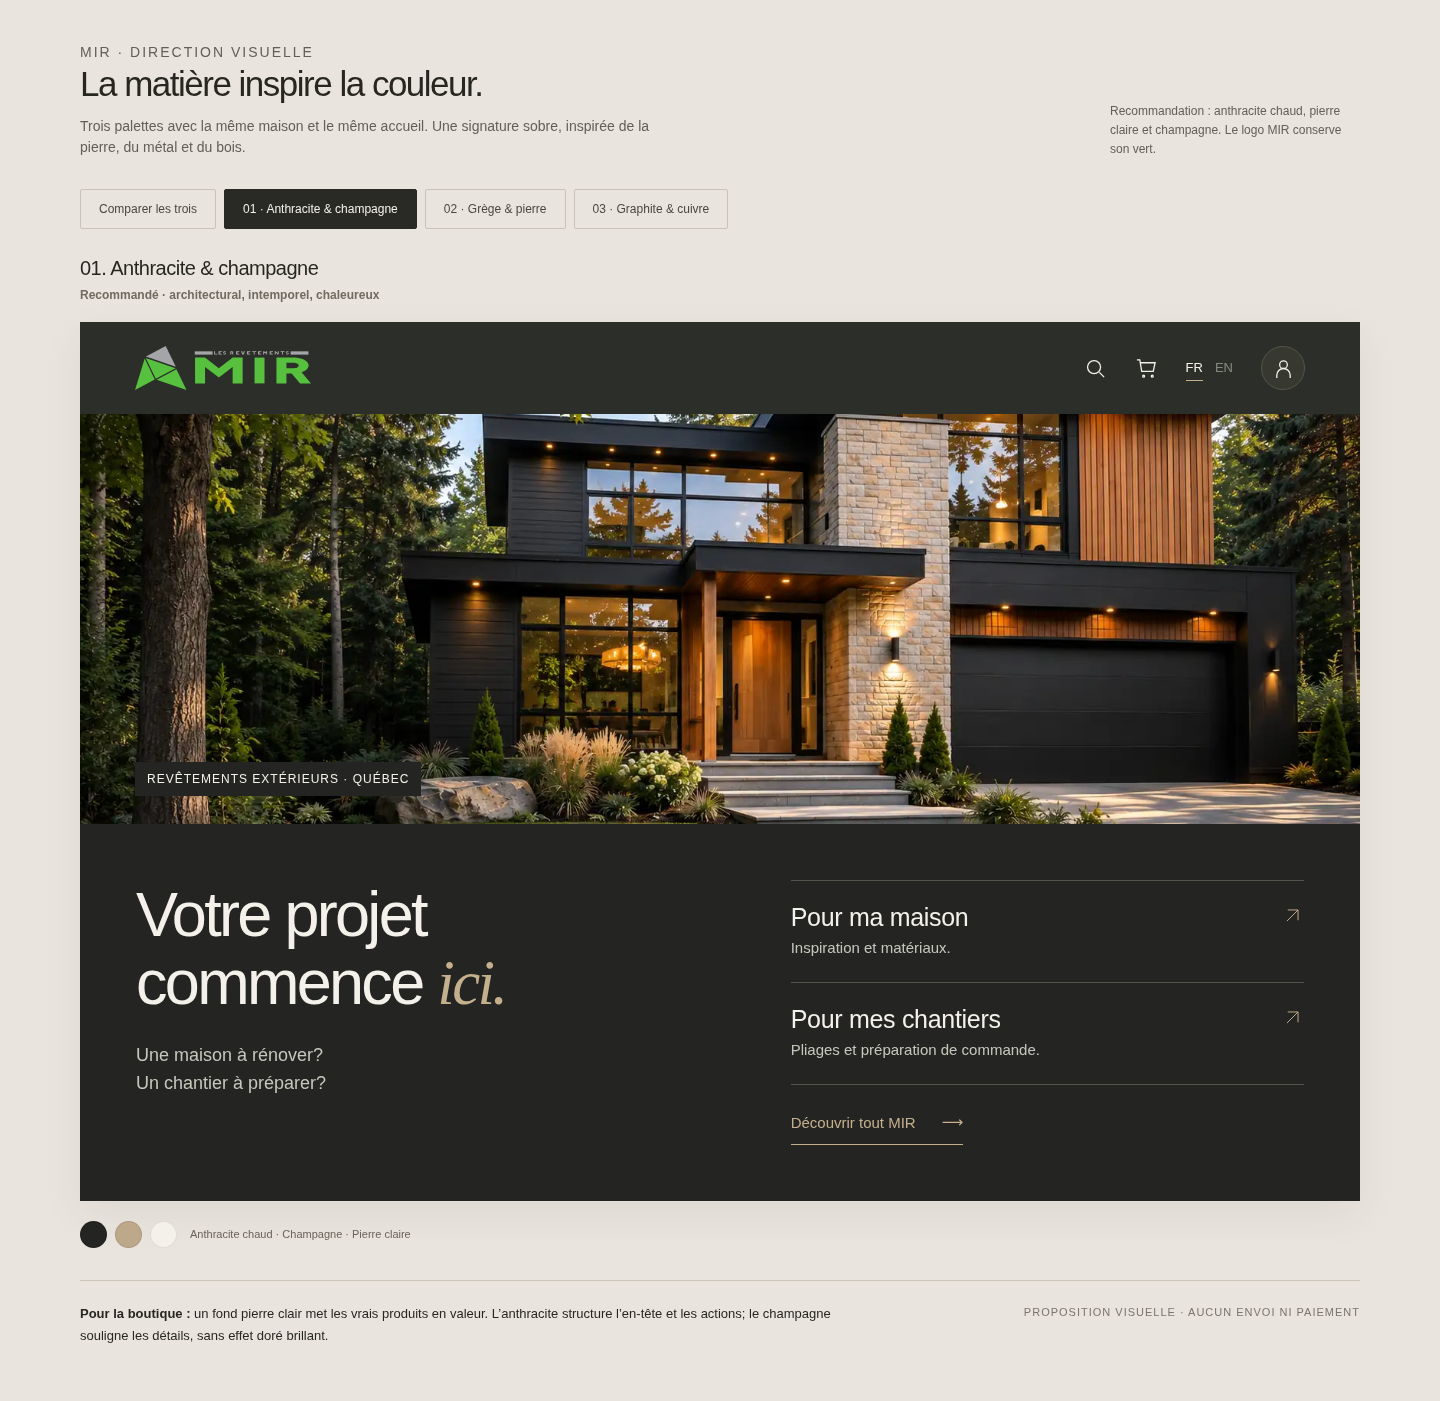 MIR · DIRECTION VISUELLE
La matière inspire la couleur.
Trois palettes avec la même maison et le même accueil. Une signature sobre, inspirée de la
pierre, du métal et du bois.
Recommandation : anthracite chaud, pierre
claire et champagne. Le logo MIR conserve
son vert.
Comparer les trois
01 · Anthracite & champagne
02 · Grège & pierre
03 · Graphite & cuivre
01. Anthracite & champagne
Recommandé · architectural, intemporel, chaleureux
LES REVÊTEMENTS
MIR
FR EN
REVÊTEMENTS EXTÉRIEURS · QUÉBEC
Votre projet
commence ici.
Une maison à rénover?
Un chantier à préparer?
Pour ma maison
Inspiration et matériaux.
Pour mes chantiers
Pliages et préparation de commande.
Découvrir tout MIR ⟶
Anthracite chaud · Champagne · Pierre claire
Pour la boutique : un fond pierre clair met les vrais produits en valeur. L’anthracite structure l’en-tête et les actions; le champagne
souligne les détails, sans effet doré brillant.
PROPOSITION VISUELLE · AUCUN ENVOI NI PAIEMENT